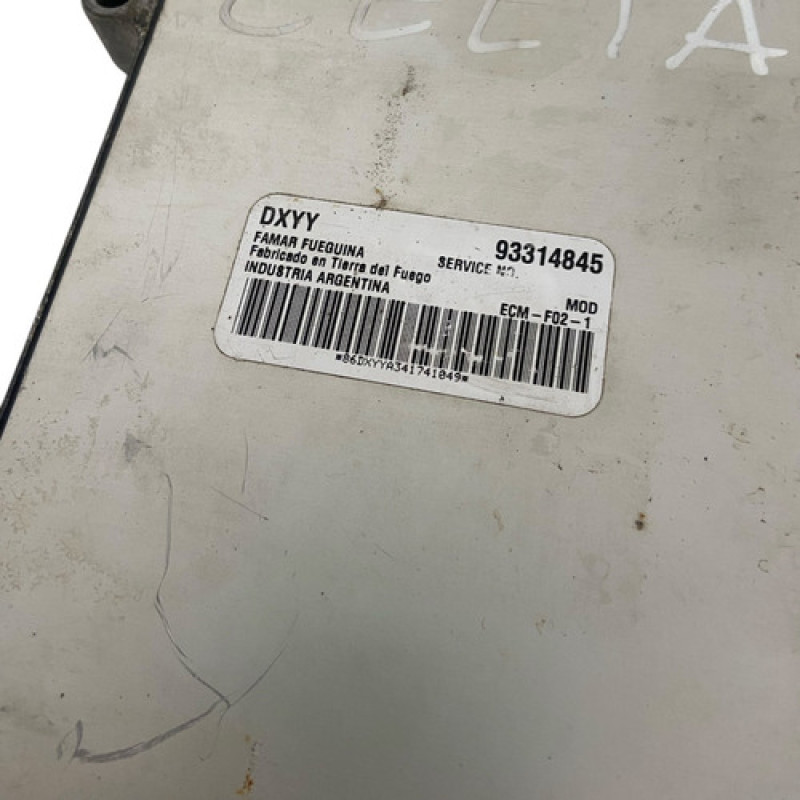 CELTA
DXYY
93314845
FAMAR FUEGUINA
SERVICE NO.
Fabricado en Tierra del Fuego
INDUSTRIA ARGENTINA
MOD
ECM-F02-1
*86DXYYA341741049*